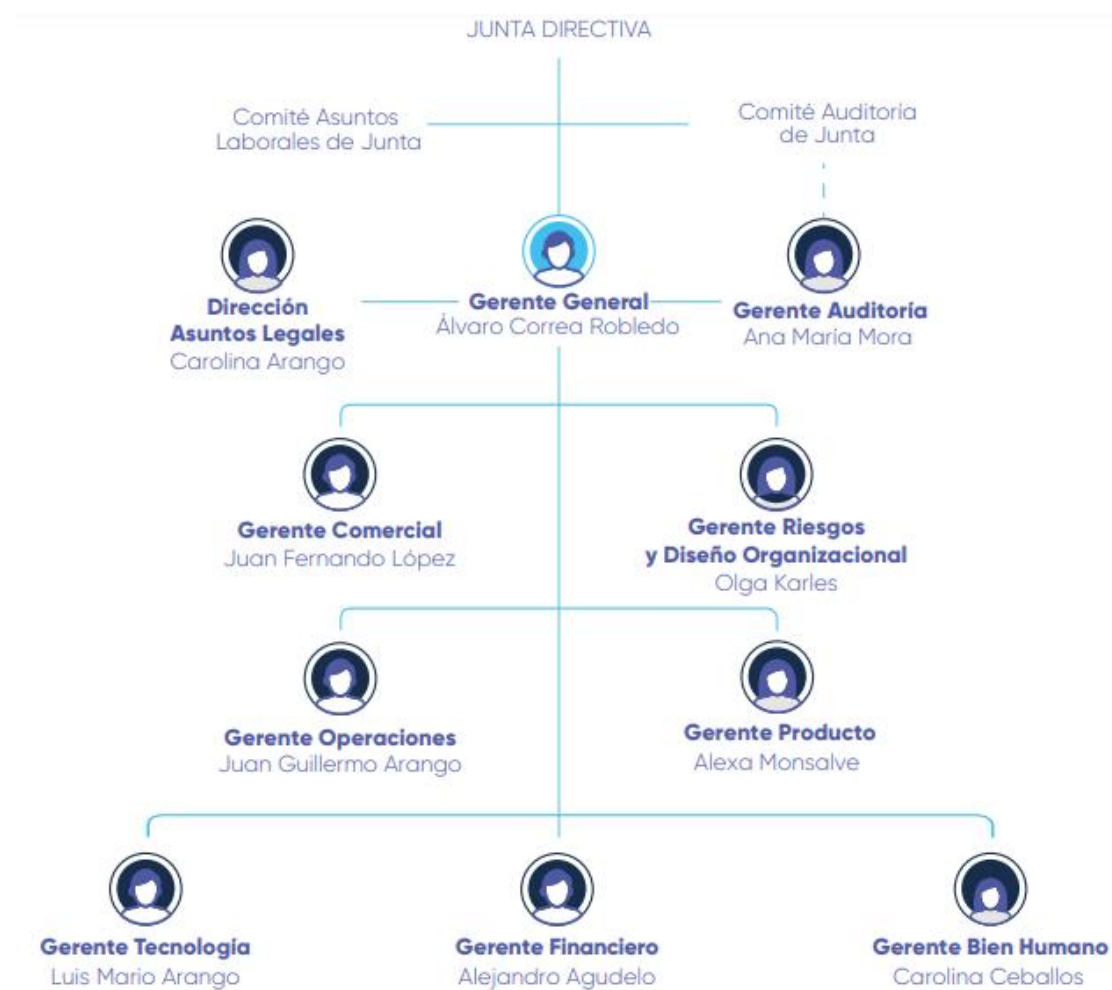 JUNTA DIRECTIVA
Comité Asuntos
Laborales de Junta
Comité Auditoría
de Junta
Dirección
Asuntos Legales
Carolina Arango
Gerente General
Álvaro Correa Robledo
Gerente Auditoría
Ana María Mora
Gerente Comercial
Juan Fernando López
Gerente Riesgos
y Diseño Organizacional
Olga Karles
Gerente Operaciones
Juan Guillermo Arango
Gerente Producto
Alexa Monsalve
Gerente Tecnología
Luis Mario Arango
Gerente Financiero
Alejandro Agudelo
Gerente Bien Humano
Carolina Ceballos